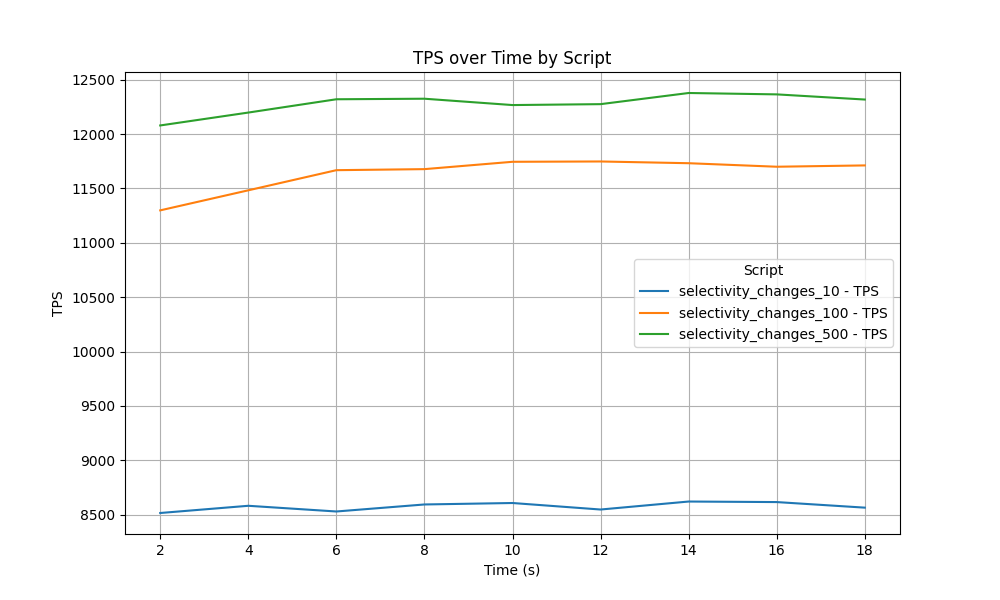 TPS over Time by Script
12500
12000
11500
11000
10500
10000
9500
9000
8500
TPS
Script
selectivity_changes_10 - TPS
selectivity_changes_100 - TPS
selectivity_changes_500 - TPS
2 4 6 8 10 12 14 16 18
Time (s)